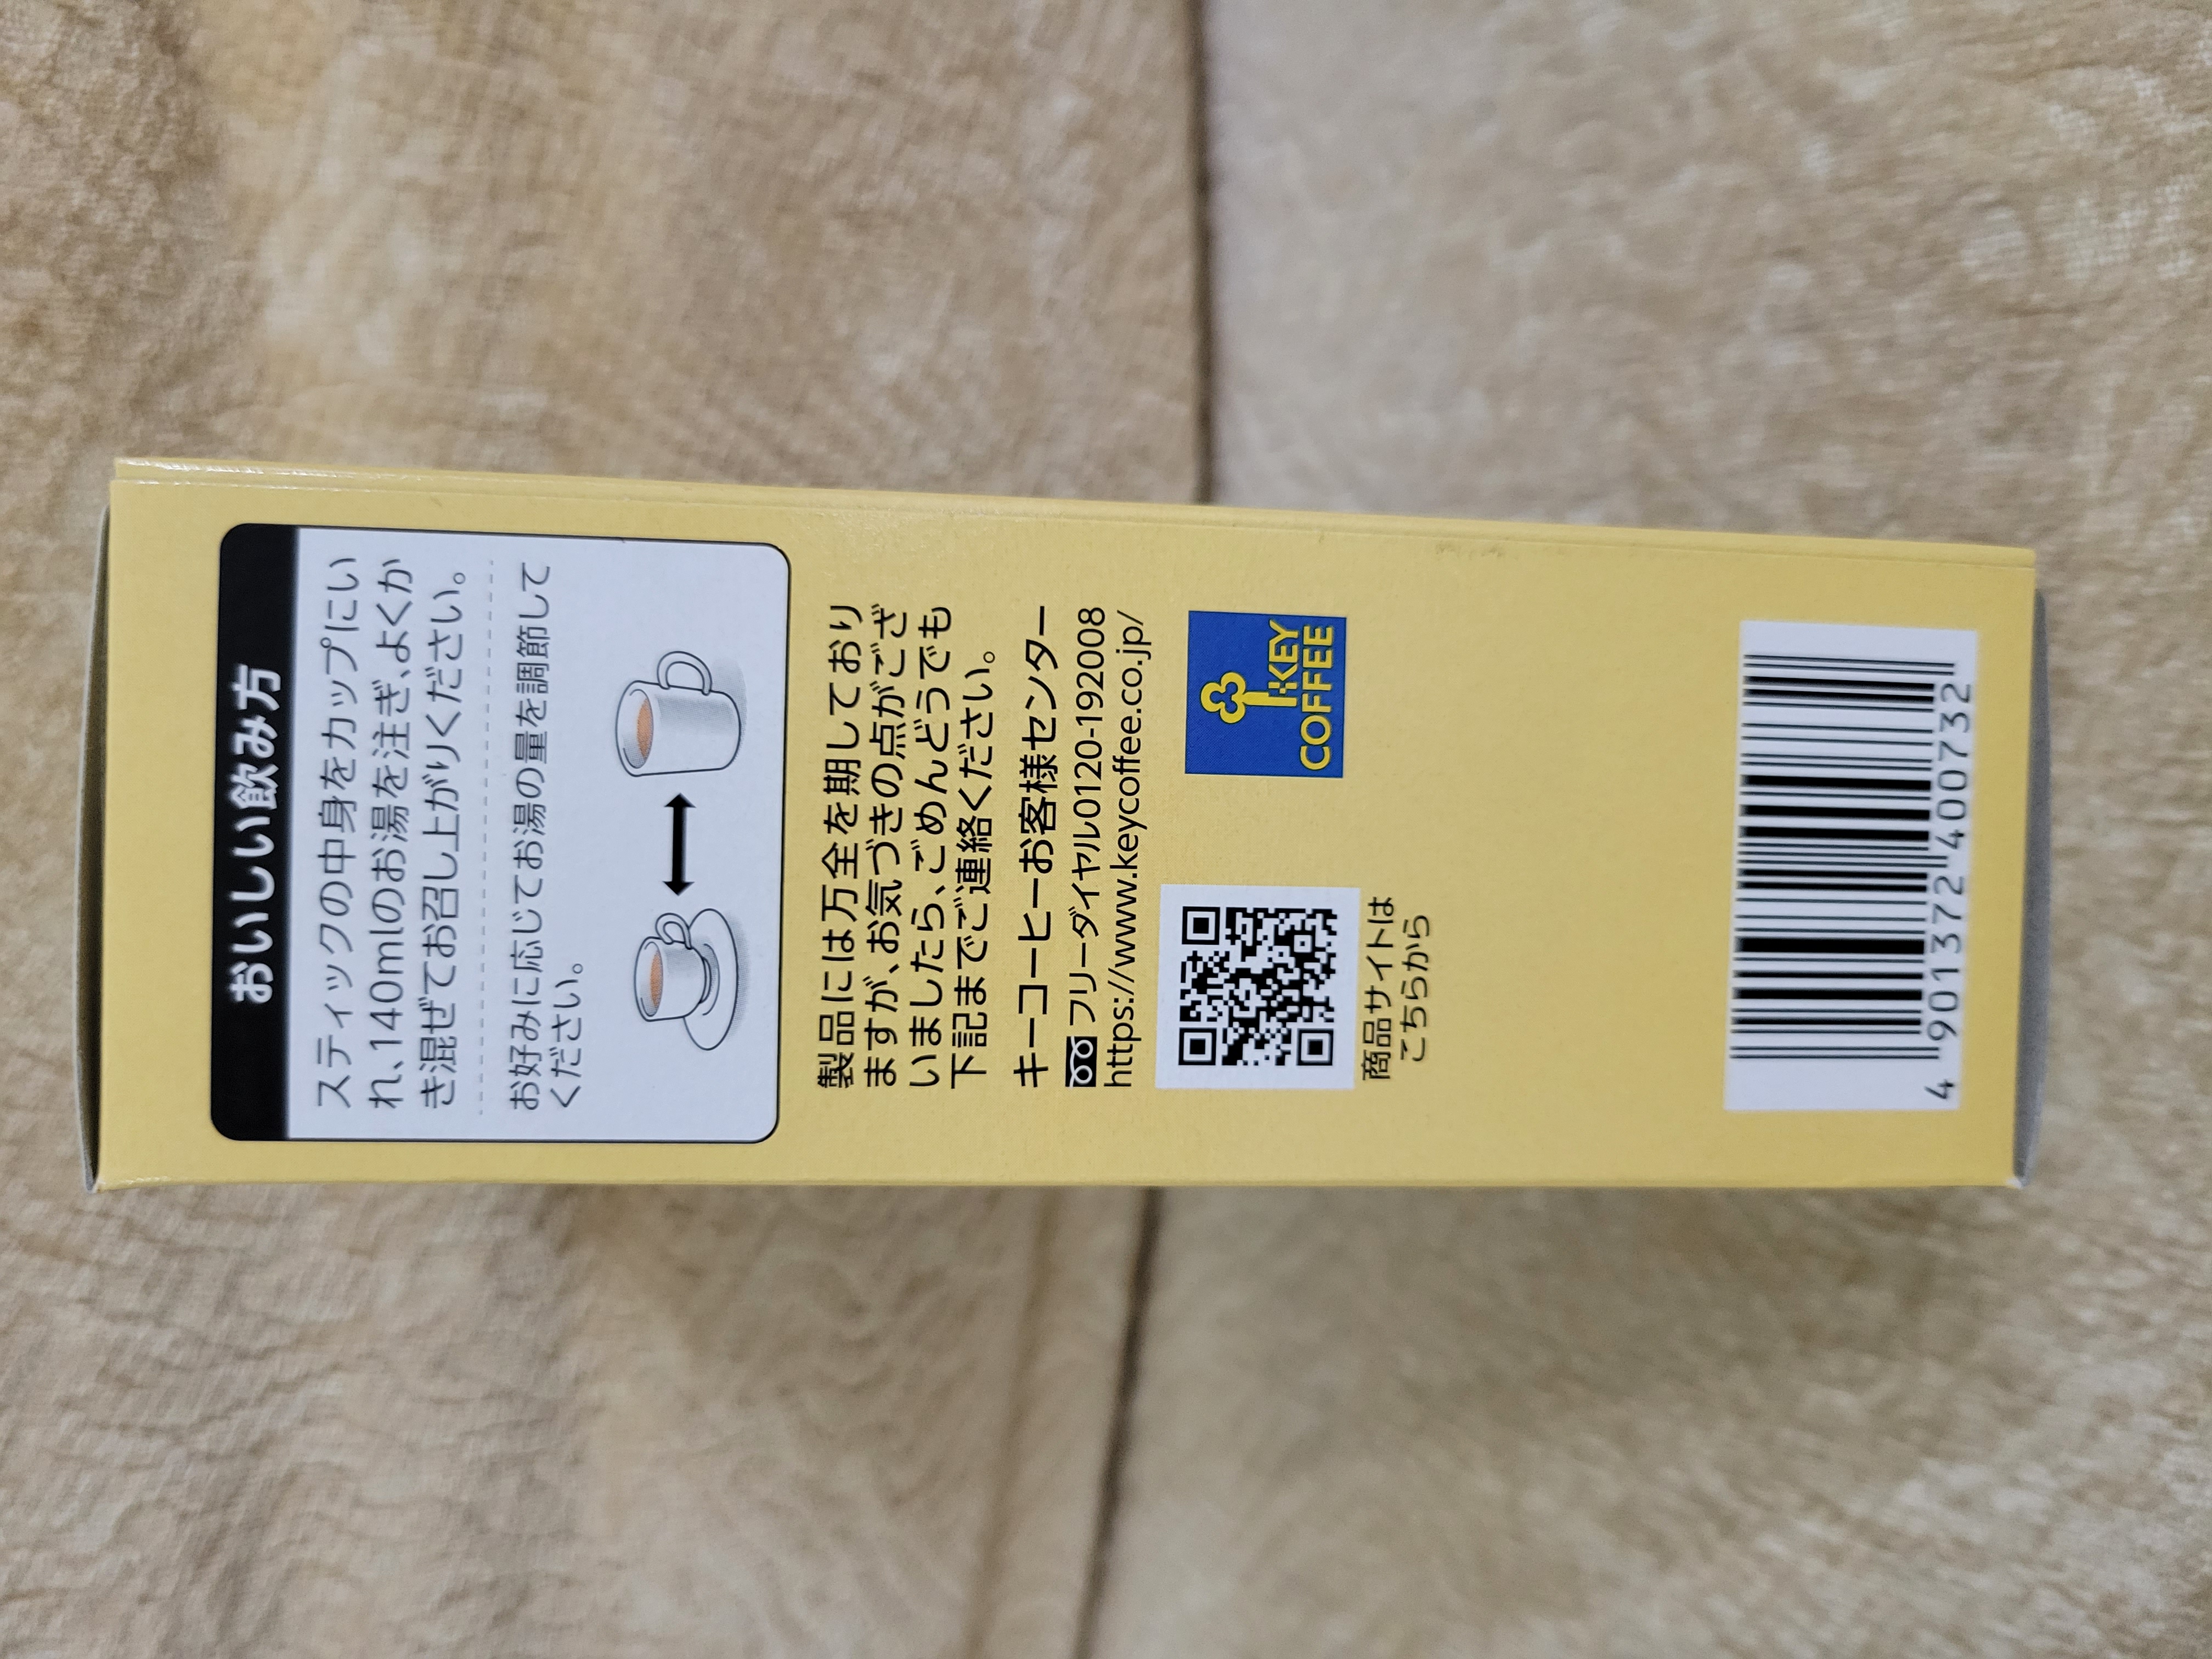 おいしい飲み方
スティックの中身をカップにい
れ、140mlのお湯を注ぎ、よくか
き混ぜてお召し上がりください。
お好みに応じてお湯の量を調節して
ください。
製品には万全を期しており
ますが、お気づきの点がござ
いましたら、ごめんどうでも
下記までご連絡ください。
キーコーヒーお客様センター
フリーダイヤル0120-192008
https://www.keycoffee.co.jp/
KEY
COFFEE
商品サイトは
こちらから
4 901372 400732